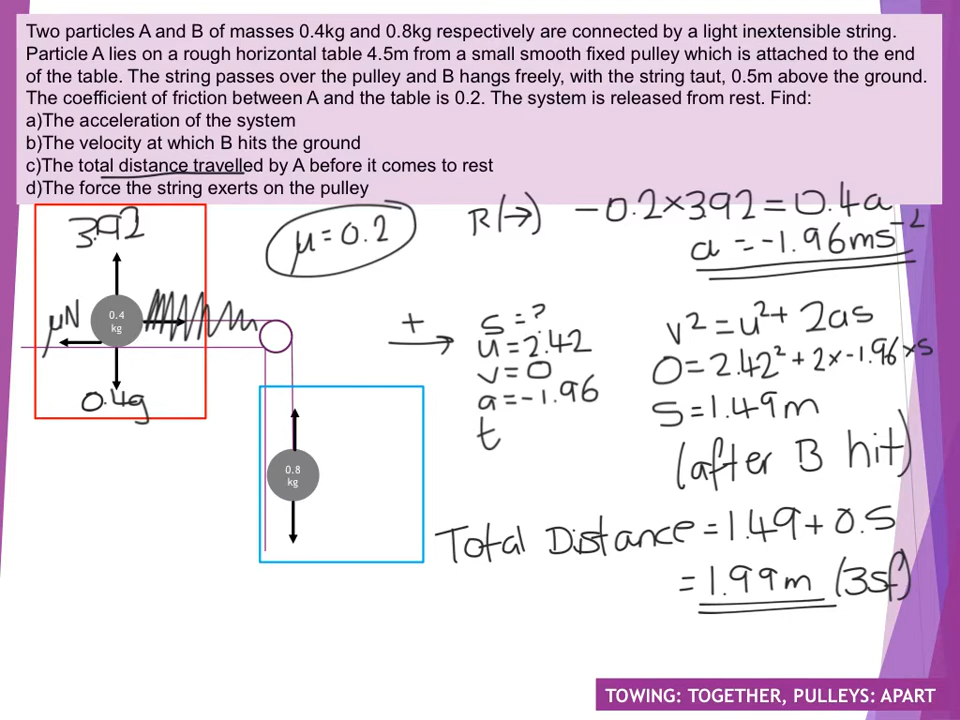 Two particles A and B of masses 0.4kg and 0.8kg respectively are connected by a light inextensible string.
Particle A lies on a rough horizontal table 4.5m from a small smooth fixed pulley which is attached to the end
of the table. The string passes over the pulley and B hangs freely, with the string taut, 0.5m above the ground.
The coefficient of friction between A and the table is 0.2. The system is released from rest. Find:
a)The acceleration of the system
b)The velocity at which B hits the ground
c)The total distance travelled by A before it comes to rest
d)The force the string exerts on the pulley
3.92
μN
0.4
kg
0.4g
μ = 0.2
0.8
kg
R(→) -0.2×3.92 = 0.4a
a = -1.96ms⁻²
+
s = ?
u = 2.42
v = 0
a = -1.96
t
v² = u² + 2as
0 = 2.42² + 2×-1.96×s
s = 1.49m
(after B hit)
Total Distance = 1.49 + 0.5
= 1.99m (3sf)
TOWING: TOGETHER, PULLEYS: APART